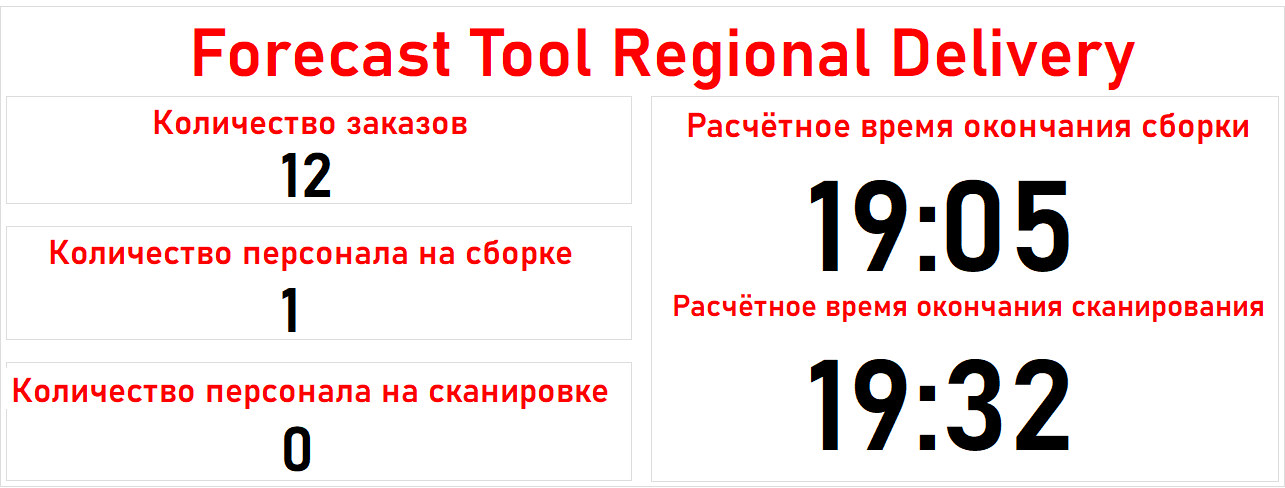 Forecast Tool Regional Delivery
Количество заказов
12
Количество персонала на сборке
1
Количество персонала на сканировке
0
Расчётное время окончания сборки
19:05
Расчётное время окончания сканирования
19:32